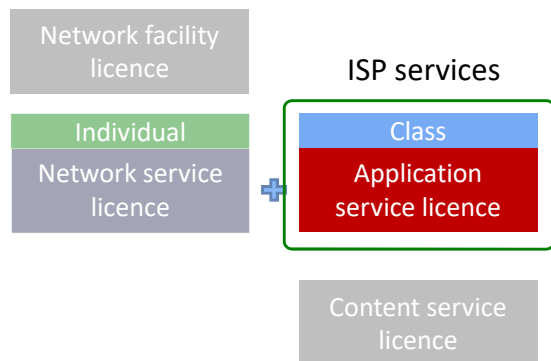 Network facility
licence
ISP services
Individual
Network service
licence
Class
Application
service licence
Content service
licence